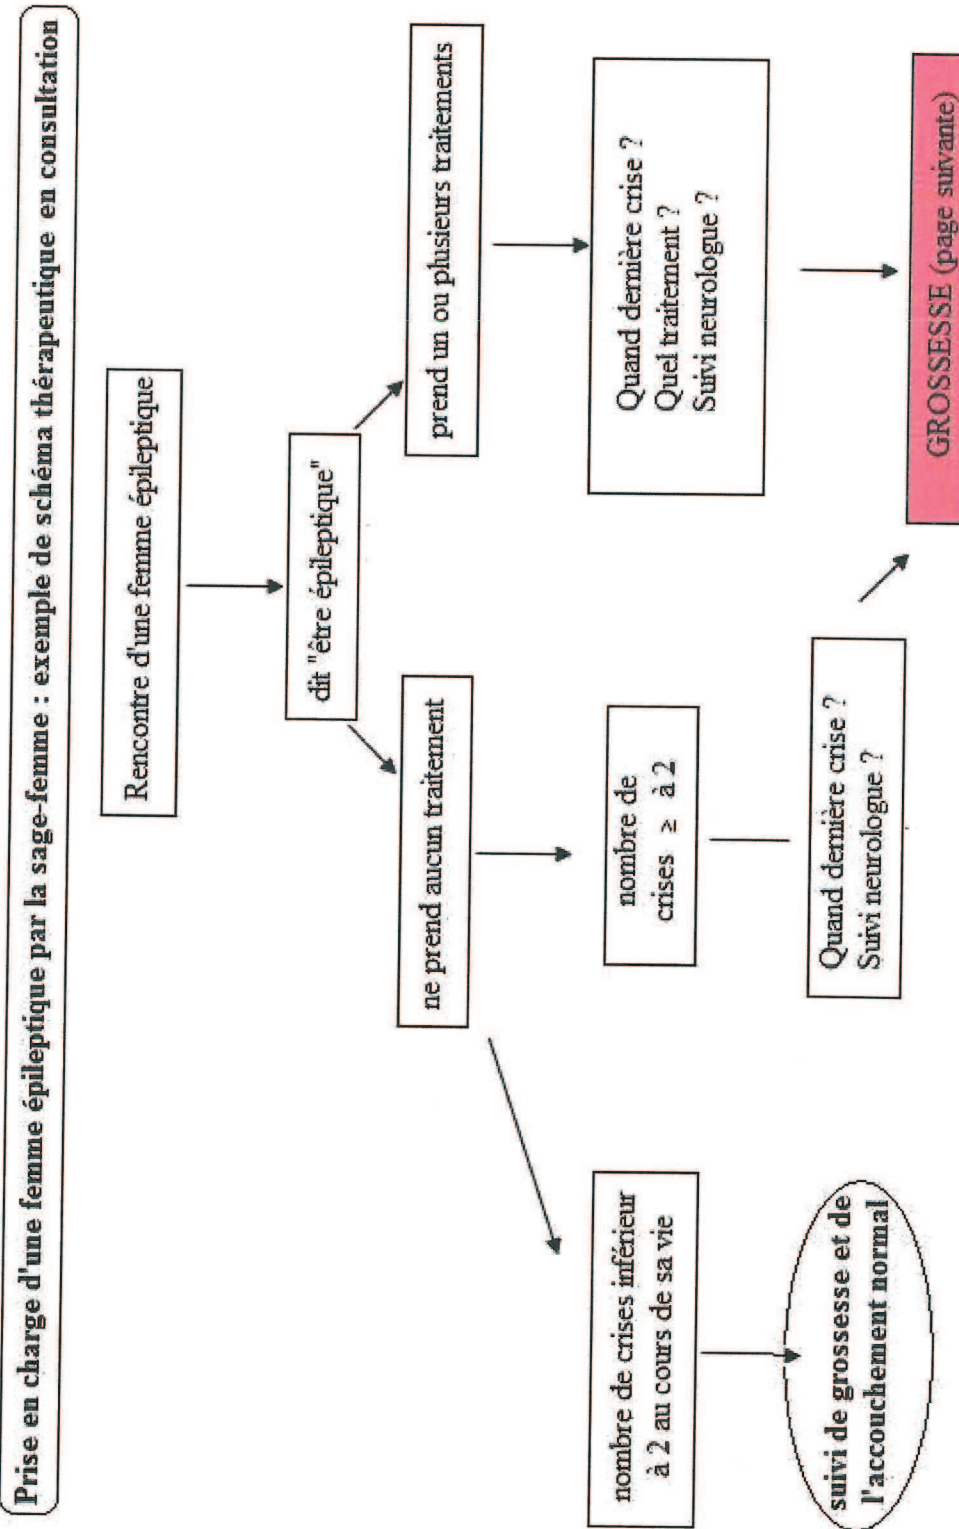 Prise en charge d'une femme épileptique par la sage-femme : exemple de schéma thérapeutique en consultation
Rencontre d'une femme épileptique
dit "être épileptique"
ne prend aucun traitement
prend un ou plusieurs traitements
nombre de crises inférieur
à 2 au cours de sa vie
nombre de
crises ≥ à 2
Quand dernière crise ?
Quel traitement ?
Suivi neurologue ?
suivi de grossesse et de
l'accouchement normal
Quand dernière crise ?
Suivi neurologue ?
GROSSESSE (page suivante)